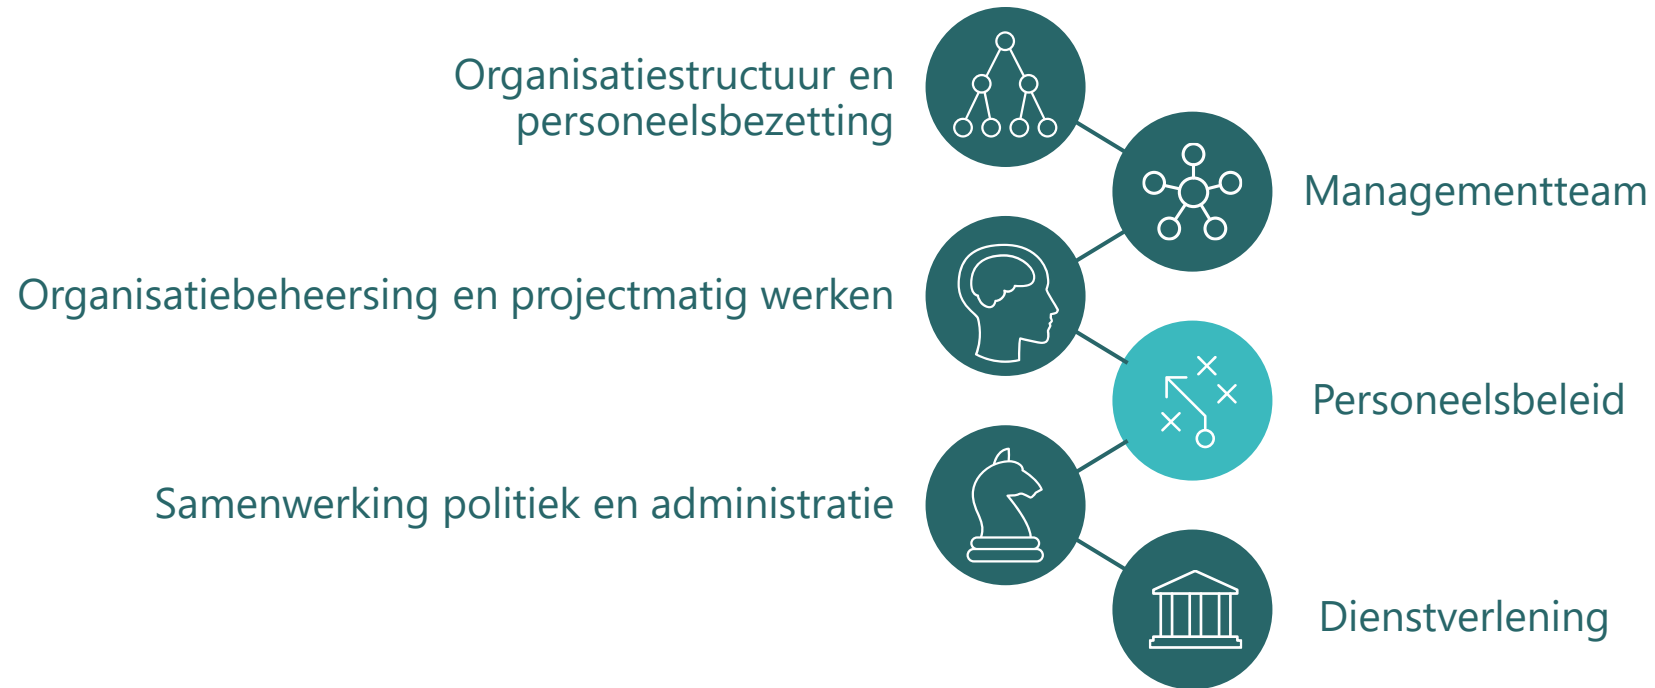 Organisatiestructuur en
personeelsbezetting
Managementteam
Organisatiebeheersing en projectmatig werken
Personeelsbeleid
Samenwerking politiek en administratie
Dienstverlening